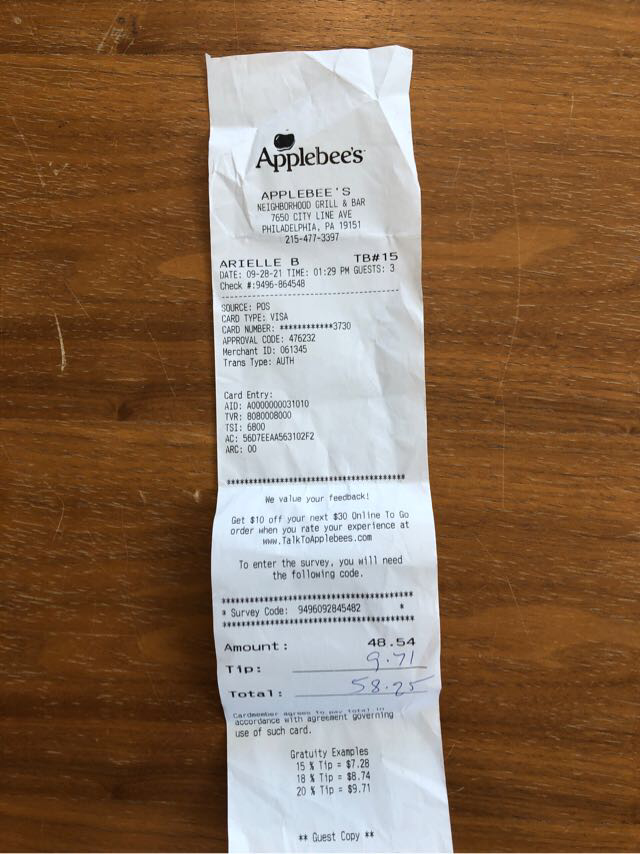 Applebee's
APPLEBEE'S
NEIGHBORHOOD GRILL & BAR
7650 CITY LINE AVE
PHILADELPHIA, PA 19151
215-477-3397
ARIELLE B TB#15
DATE: 09-28-21 TIME: 01:29 PM GUESTS: 3
Check #:9496-864548
SOURCE: POS
CARD TYPE: VISA
CARD NUMBER: ************3730
APPROVAL CODE: 476232
Merchant ID: 061345
Trans Type: AUTH
Card Entry:
AID: A0000000031010
TVR: 8080008000
TSI: 6800
AC: 56D7EEAA563102F2
ARC: 00
We value your feedback!
Get $10 off your next $30 Online To Go
order when you rate your experience at
www.TalkToApplebees.com
To enter the survey, you will need
the following code.
* Survey Code: 9496092845482 *
Amount: 48.54
Tip: 9.71
Total: 58.25
Cardmember agrees to pay total in
accordance with agreement governing
use of such card.
Gratuity Examples
15 % Tip = $7.28
18 % Tip = $8.74
20 % Tip = $9.71
** Guest Copy **